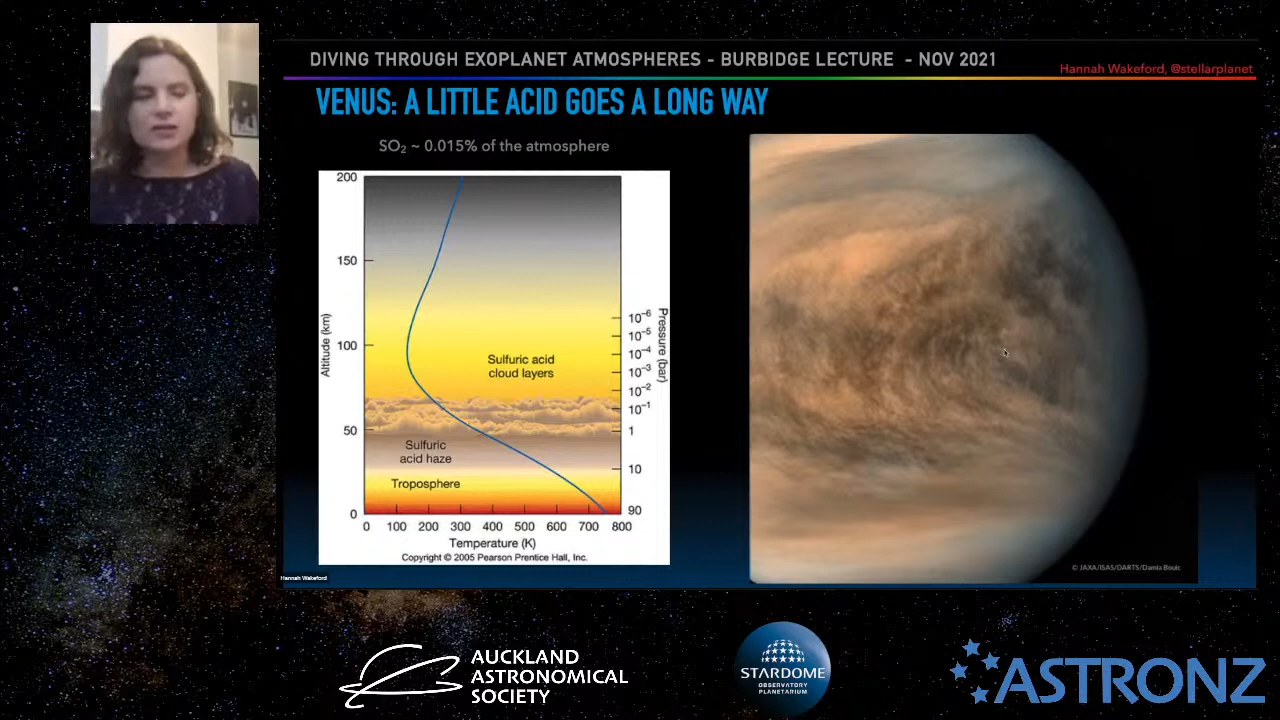 DIVING THROUGH EXOPLANET ATMOSPHERES - BURBIDGE LECTURE - NOV 2021
Hannah Wakeford, @stellarplanet
VENUS: A LITTLE ACID GOES A LONG WAY
SO₂ ~ 0.015% of the atmosphere
200
150
100
50
0
Altitude (km)
Sulfuric acid
cloud layers
Sulfuric
acid haze
Troposphere
10⁻⁶
10⁻⁵
10⁻⁴
10⁻³
10⁻²
10⁻¹
1
10
90
Pressure (bar)
0 100 200 300 400 500 600 700 800
Temperature (K)
Copyright © 2005 Pearson Prentice Hall, Inc.
© JAXA/ISAS/DARTS/Damia Bouic
Hannah Wakeford
AUCKLAND
ASTRONOMICAL
SOCIETY
STARDOME
OBSERVATORY
PLANETARIUM
ASTRONZ